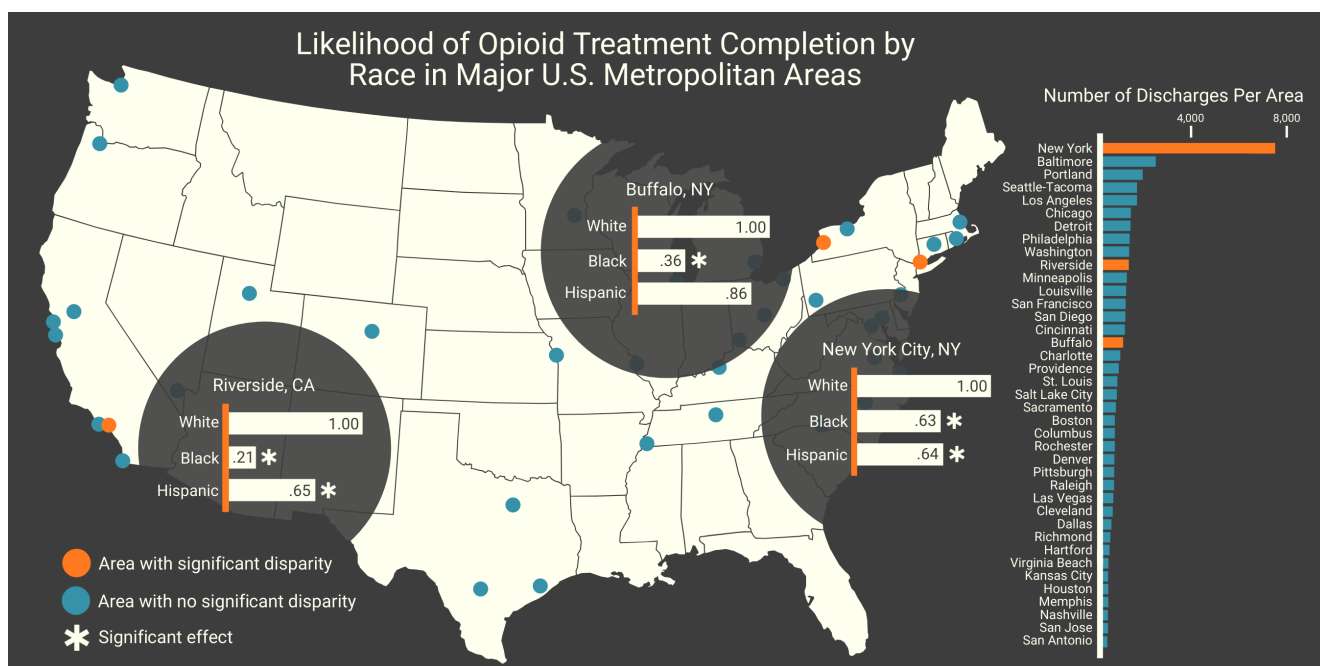 Likelihood of Opioid Treatment Completion by
Race in Major U.S. Metropolitan Areas
Buffalo, NY
White 1.00
Black .36 *
Hispanic .86
New York City, NY
White 1.00
Black .63 *
Hispanic .64 *
Riverside, CA
White 1.00
Black .21 *
Hispanic .65 *
Area with significant disparity
Area with no significant disparity
* Significant effect
Number of Discharges Per Area
4,000 8,000
New York
Baltimore
Portland
Seattle-Tacoma
Los Angeles
Chicago
Detroit
Philadelphia
Washington
Riverside
Minneapolis
Louisville
San Francisco
San Diego
Cincinnati
Buffalo
Charlotte
Providence
St. Louis
Salt Lake City
Sacramento
Boston
Columbus
Rochester
Denver
Pittsburgh
Raleigh
Las Vegas
Cleveland
Dallas
Richmond
Hartford
Virginia Beach
Kansas City
Houston
Memphis
Nashville
San Jose
San Antonio